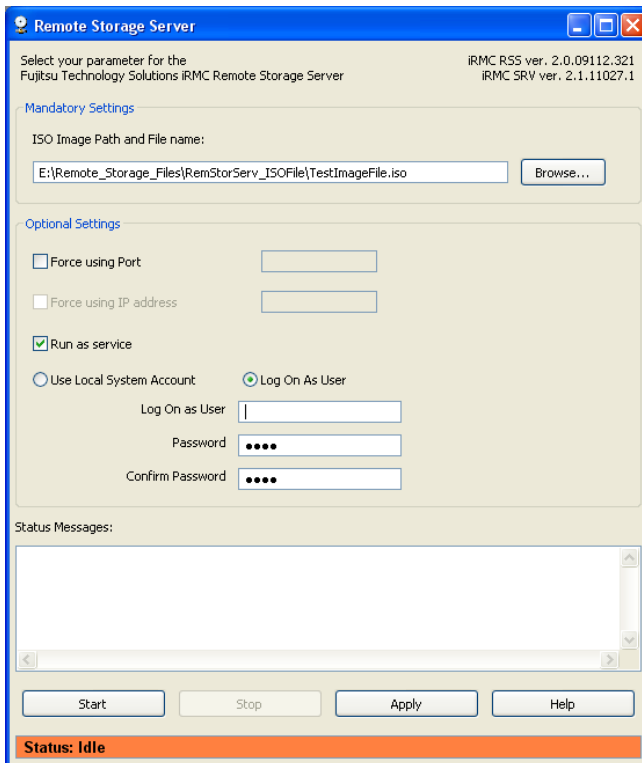 Remote Storage Server
Select your parameter for the
Fujitsu Technology Solutions iRMC Remote Storage Server
iRMC RSS ver. 2.0.09112.321
iRMC SRV ver. 2.1.11027.1
Mandatory Settings
ISO Image Path and File name:
E:\Remote_Storage_Files\RemStorServ_ISOFile\TestImageFile.iso
Browse...
Optional Settings
Force using Port
Force using IP address
Run as service
Use Local System Account
Log On As User
Log On as User
Password
●●●●
Confirm Password
●●●●
Status Messages:
Start
Stop
Apply
Help
Status: Idle